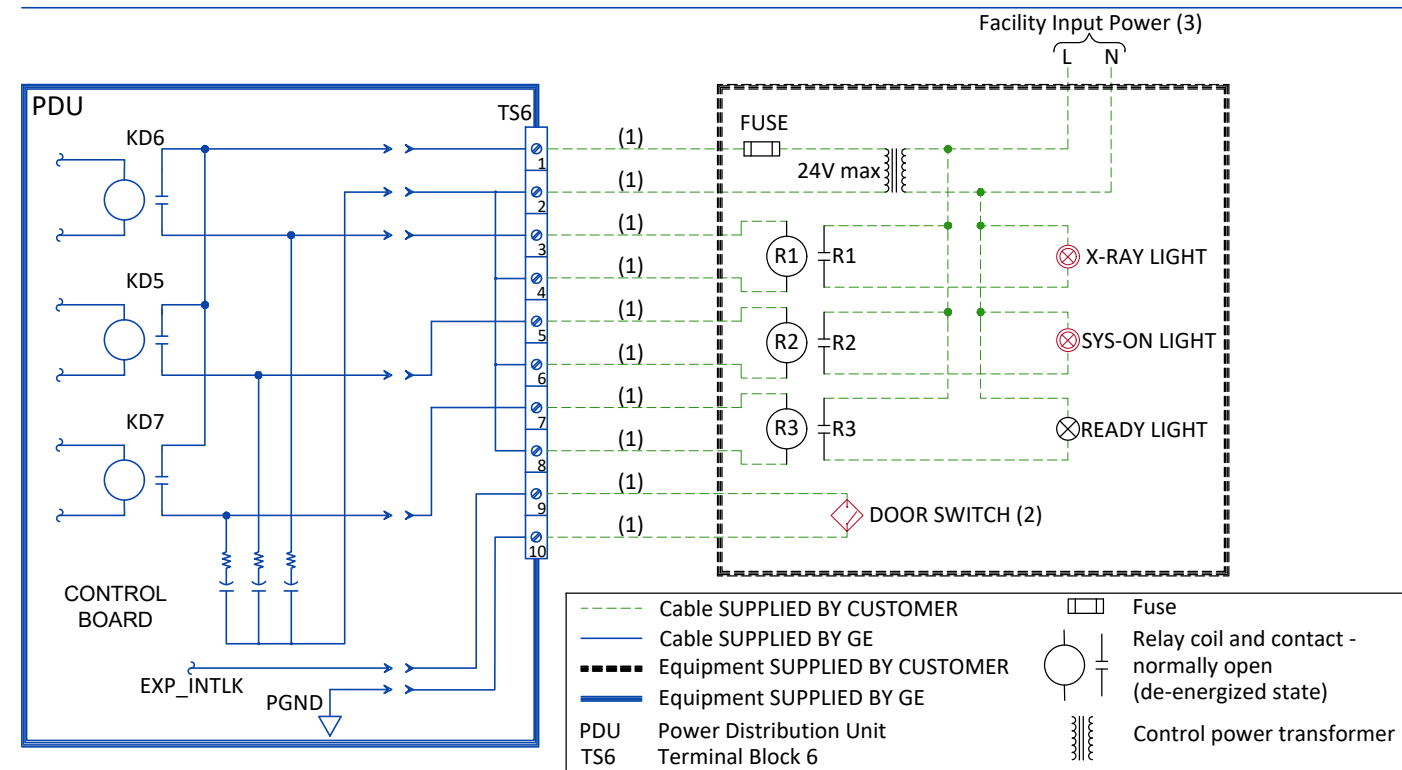 Facility Input Power (3)
L N
PDU
TS6
KD6
KD5
KD7
CONTROL
BOARD
EXP_INTLK
PGND
1
2
3
4
5
6
7
8
9
10
(1)
(1)
(1)
(1)
(1)
(1)
(1)
(1)
(1)
(1)
FUSE
24V max
R1 R1
X-RAY LIGHT
R2 R2
SYS-ON LIGHT
R3 R3
READY LIGHT
DOOR SWITCH (2)
Cable SUPPLIED BY CUSTOMER
Cable SUPPLIED BY GE
Equipment SUPPLIED BY CUSTOMER
Equipment SUPPLIED BY GE
PDU Power Distribution Unit
TS6 Terminal Block 6
Fuse
Relay coil and contact -
normally open
(de-energized state)
Control power transformer